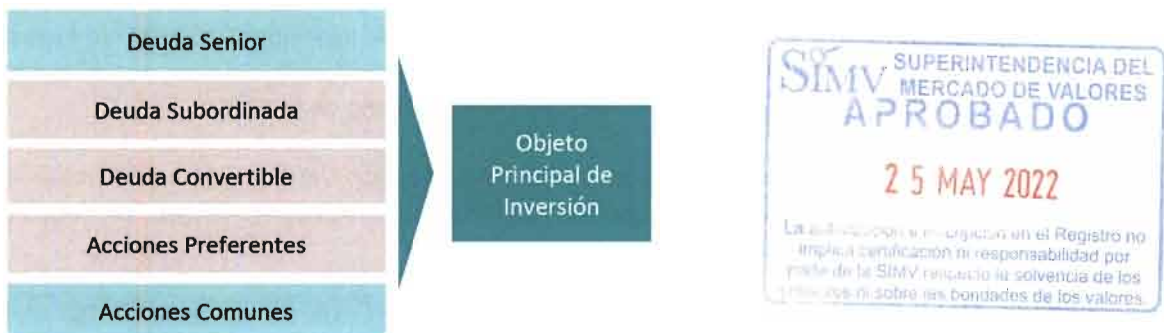 Deuda Senior
Deuda Subordinada
Deuda Convertible
Acciones Preferentes
Acciones Comunes
Objeto
Principal de
Inversión
SIMV SUPERINTENDENCIA DEL
MERCADO DE VALORES
APROBADO
25 MAY 2022
La en el Registro no
implica certificación ni responsabilidad por
parte de la SIMV respecto la solvencia de los
ni sobre las bondades de los valores.